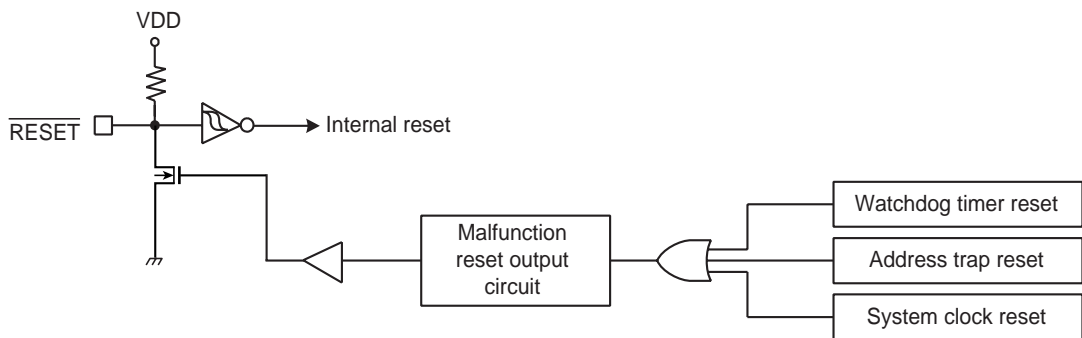 VDD
RESET
Internal reset
Watchdog timer reset
Malfunction
reset output
circuit
Address trap reset
System clock reset